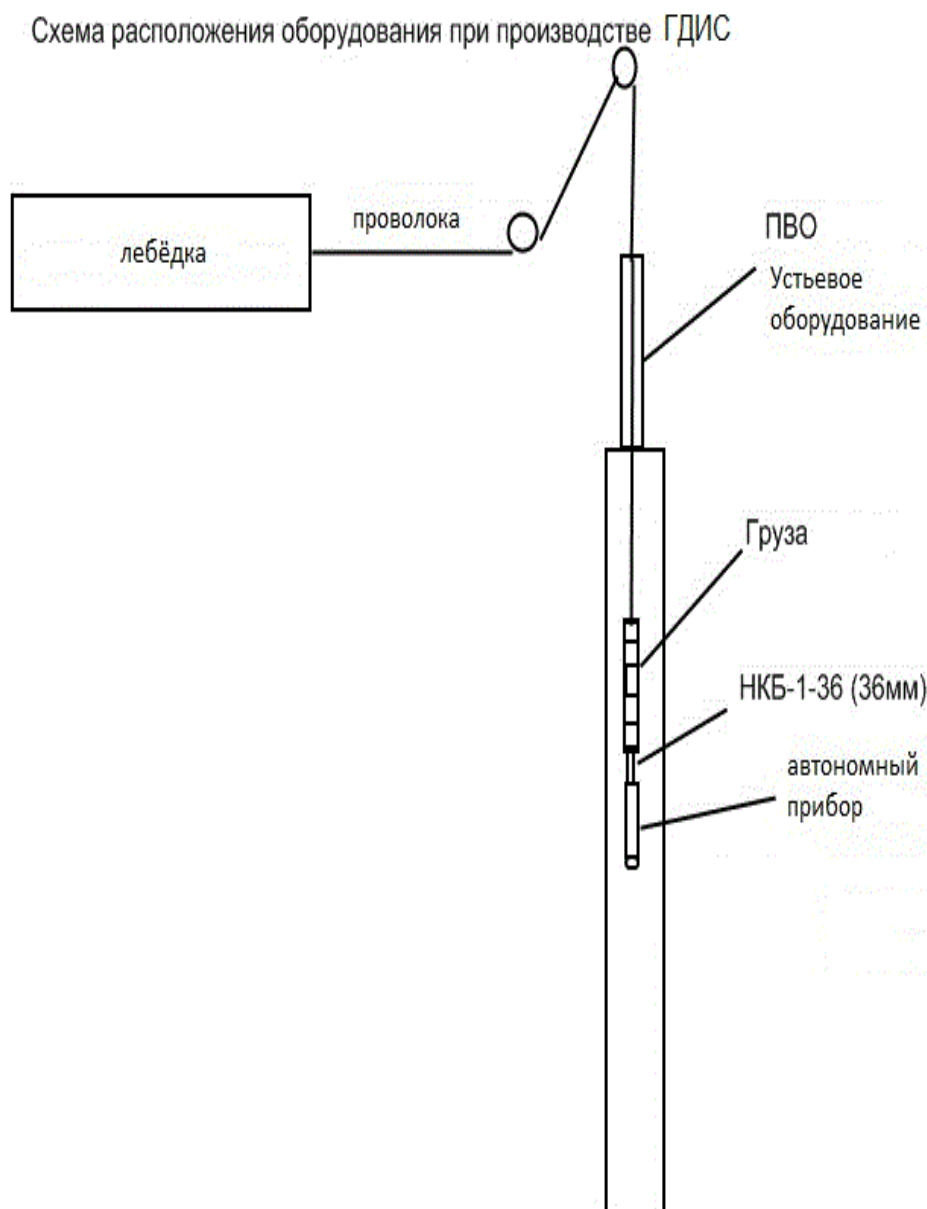 Схема расположения оборудования при производстве ГДИС
лебёдка
проволока
ПВО
Устьевое
оборудование
Груза
НКБ-1-36 (36мм)
автономный
прибор